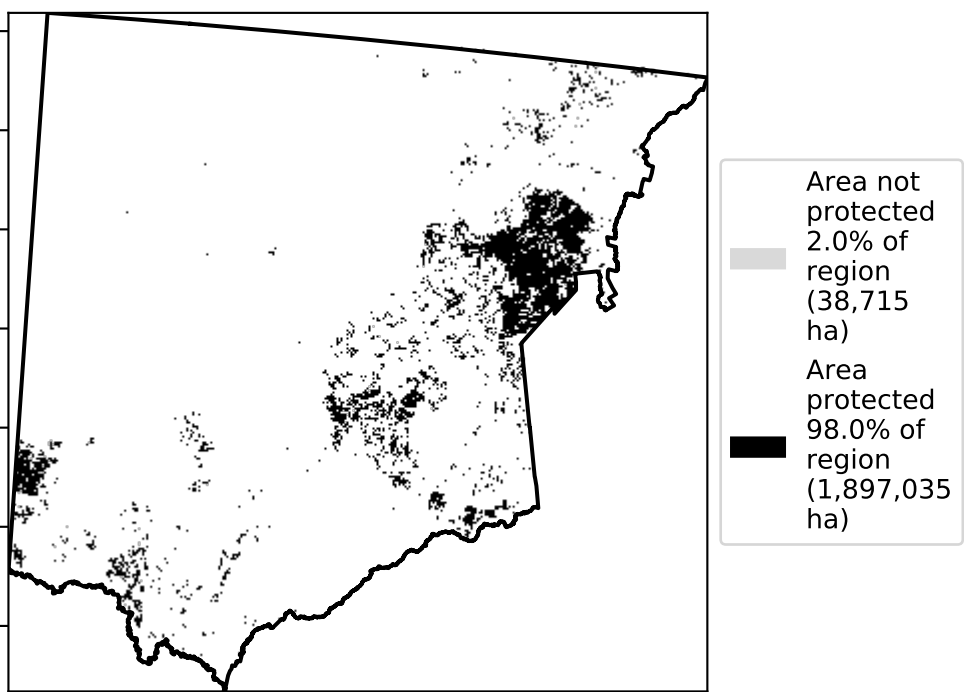 Area not
protected
2.0% of
region
(38,715
ha)
Area
protected
98.0% of
region
(1,897,035
ha)